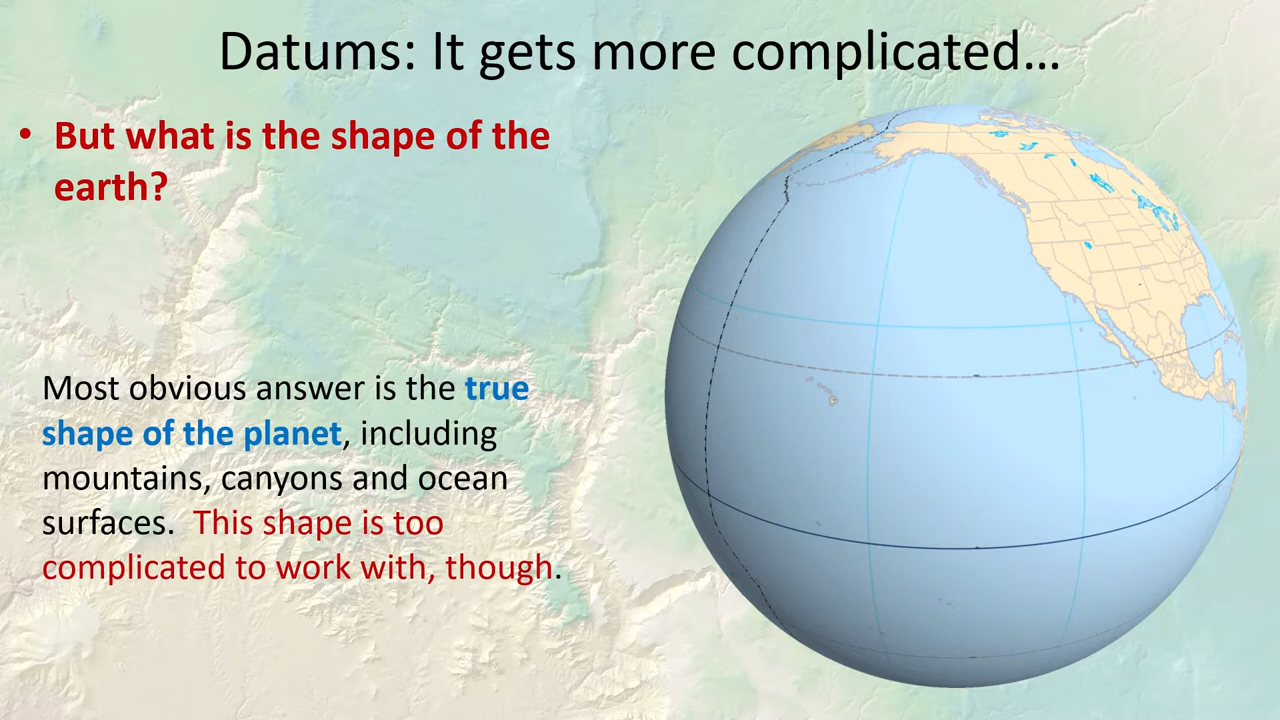 Datums: It gets more complicated…
• But what is the shape of the
earth?
Most obvious answer is the true
shape of the planet, including
mountains, canyons and ocean
surfaces.  This shape is too
complicated to work with, though.